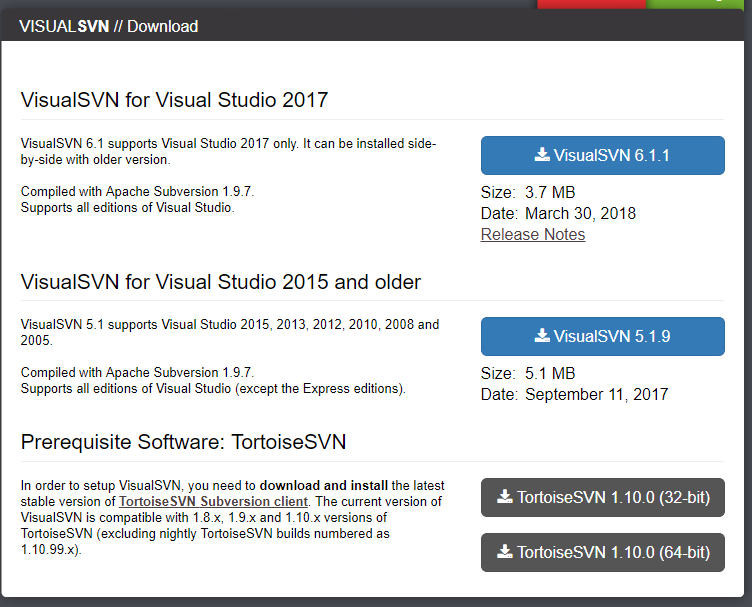 VISUALSVN // Download
VisualSVN for Visual Studio 2017
VisualSVN 6.1 supports Visual Studio 2017 only. It can be installed side-
by-side with older version.
Compiled with Apache Subversion 1.9.7.
Supports all editions of Visual Studio.
VisualSVN 6.1.1
Size: 3.7 MB
Date: March 30, 2018
Release Notes
VisualSVN for Visual Studio 2015 and older
VisualSVN 5.1 supports Visual Studio 2015, 2013, 2012, 2010, 2008 and
2005.
Compiled with Apache Subversion 1.9.7.
Supports all editions of Visual Studio (except the Express editions).
VisualSVN 5.1.9
Size: 5.1 MB
Date: September 11, 2017
Prerequisite Software: TortoiseSVN
In order to setup VisualSVN, you need to download and install the latest
stable version of TortoiseSVN Subversion client. The current version of
VisualSVN is compatible with 1.8.x, 1.9.x and 1.10.x versions of
TortoiseSVN (excluding nightly TortoiseSVN builds numbered as
1.10.99.x).
TortoiseSVN 1.10.0 (32-bit)
TortoiseSVN 1.10.0 (64-bit)